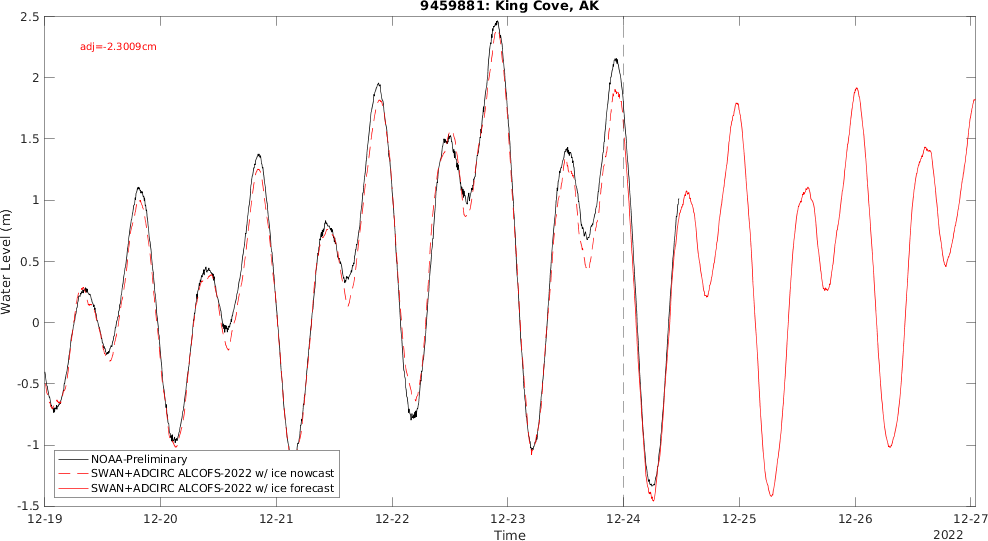 9459881: King Cove, AK
adj=-2.3009cm
2.5
2
1.5
1
0.5
0
-0.5
-1
-1.5
Water Level (m)
NOAA-Preliminary
SWAN+ADCIRC ALCOFS-2022 w/ ice nowcast
SWAN+ADCIRC ALCOFS-2022 w/ ice forecast
12-19 12-20 12-21 12-22 12-23 12-24 12-25 12-26 12-27
Time
2022